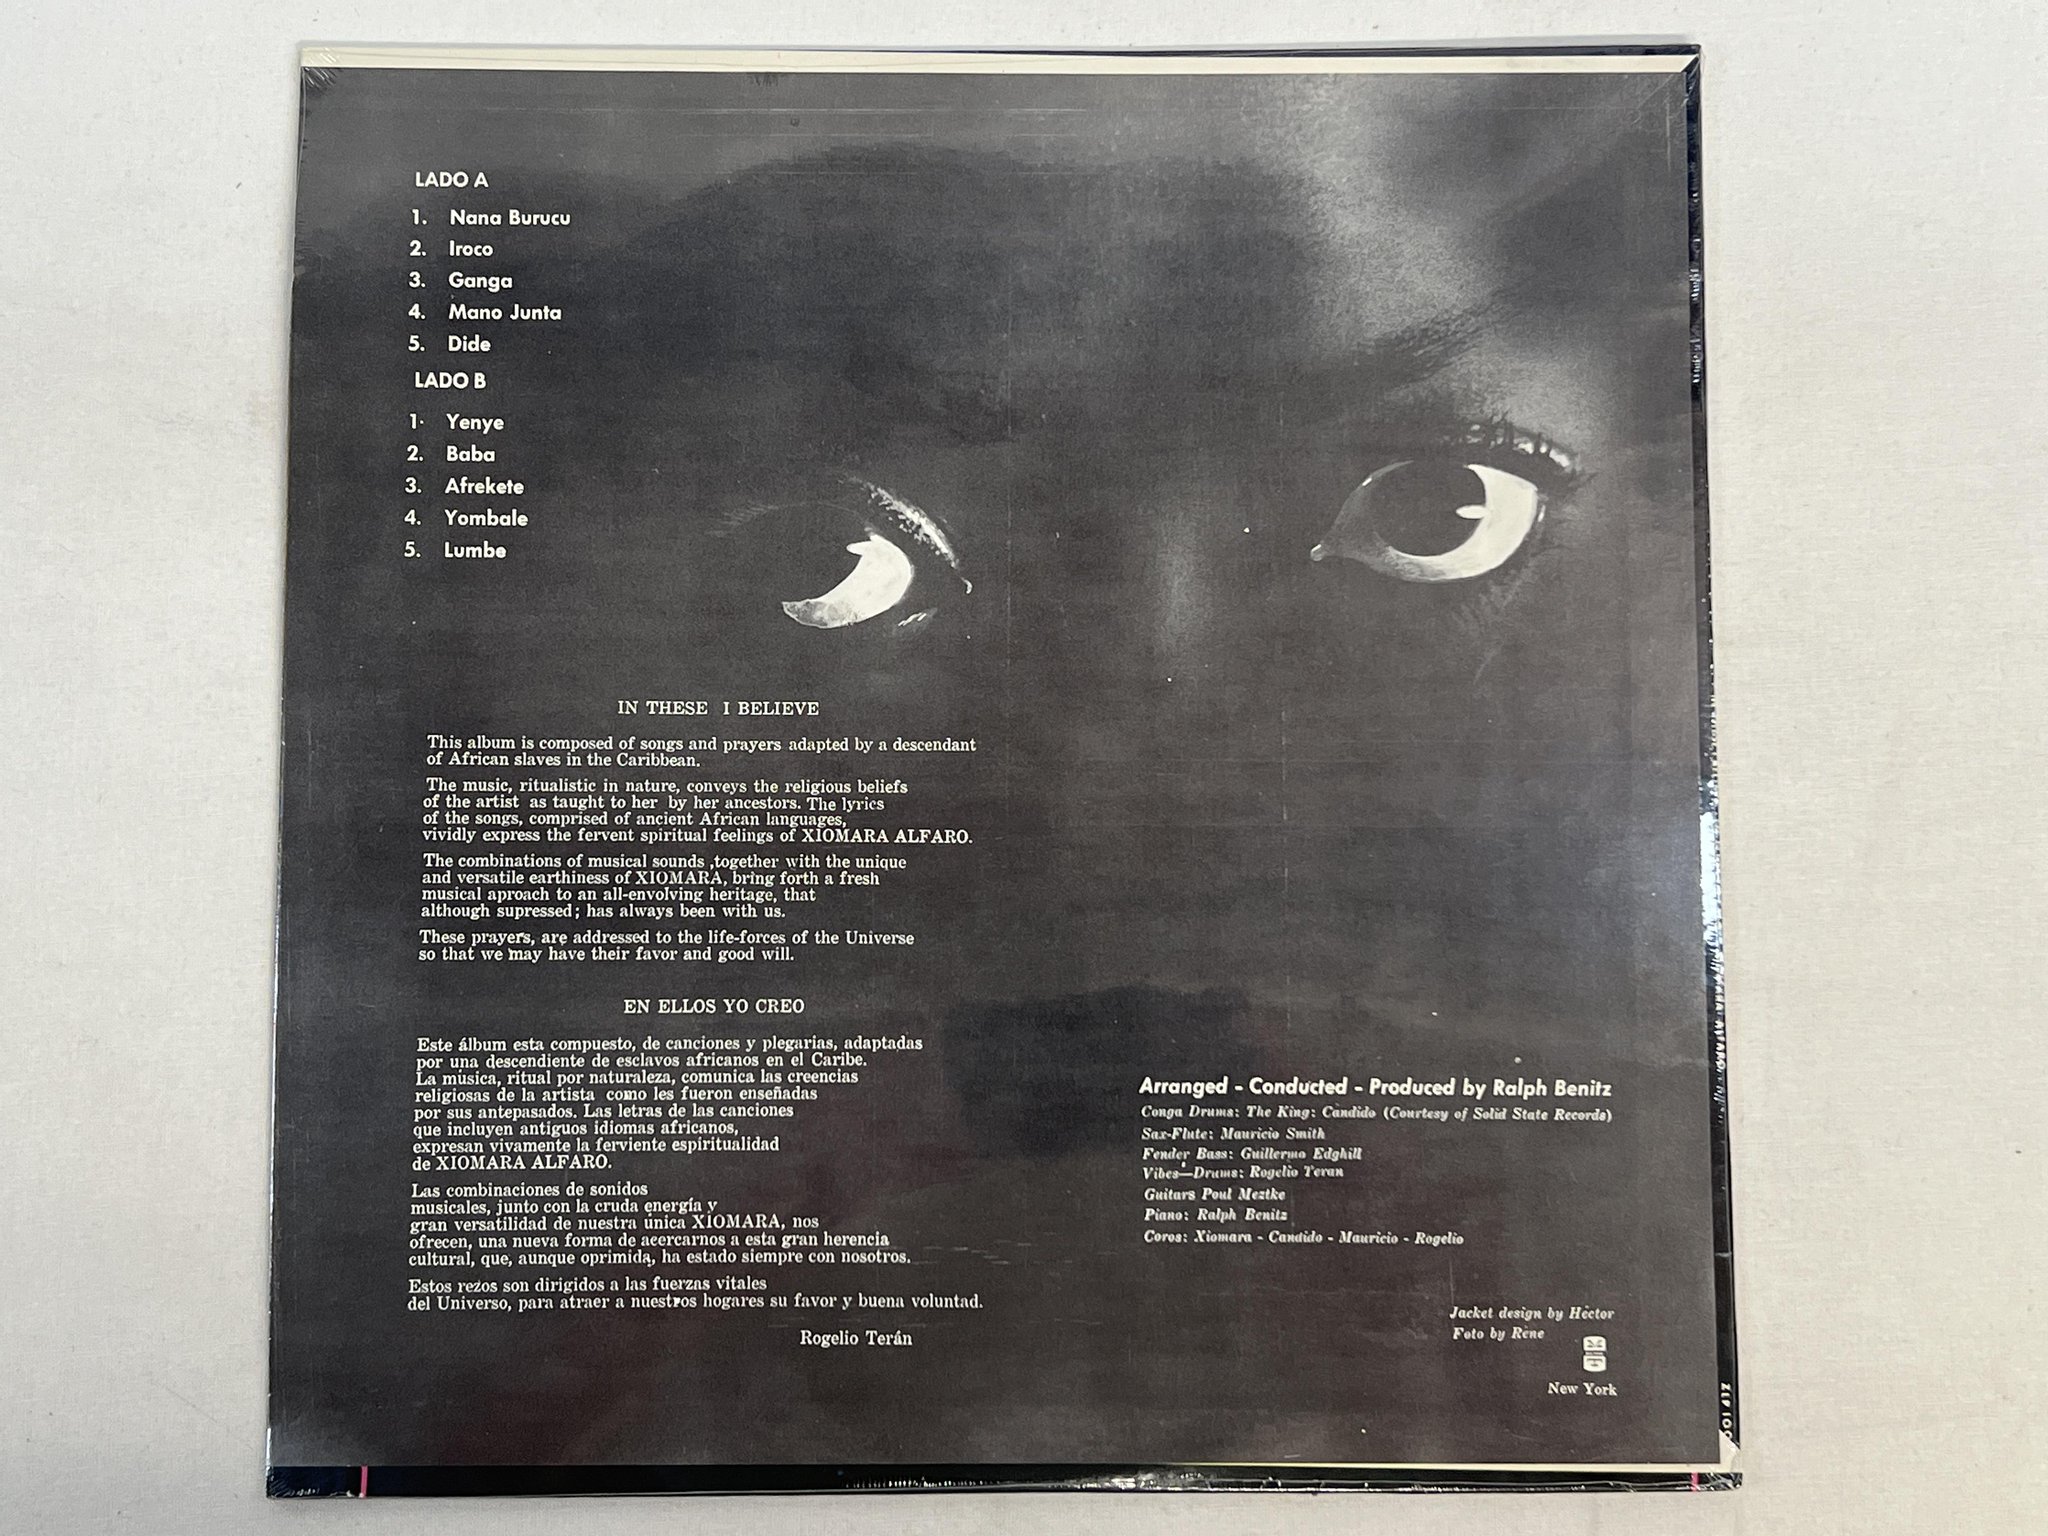 LADO A
1. Nana Burucu
2. Iroco
3. Ganga
4. Mano Junta
5. Dide
LADO B
1. Yenye
2. Baba
3. Afrekete
4. Yombale
5. Lumbe
IN THESE I BELIEVE
This album is composed of songs and prayers adapted by a descendant
of African slaves in the Caribbean.
The music, ritualistic in nature, conveys the religious beliefs
of the artist as taught to her by her ancestors. The lyrics
of the songs, comprised of ancient African languages,
vividly express the fervent spiritual feelings of XIOMARA ALFARO.
The combinations of musical sounds ,together with the unique
and versatile earthiness of XIOMARA, bring forth a fresh
musical aproach to an all-envolving heritage, that
although supressed; has always been with us.
These prayers, are addressed to the life-forces of the Universe
so that we may have their favor and good will.
EN ELLOS YO CREO
Este álbum esta compuesto, de canciones y plegarias, adaptadas
por una descendiente de esclavos africanos en el Caribe.
La música, ritual por naturaleza, comunica las creencias
religiosas de la artista como les fueron enseñadas
por sus antepasados. Las letras de las canciones
que incluyen antiguos idiomas africanos,
expresan vivamente la ferviente espiritualidad
de XIOMARA ALFARO.
Las combinaciones de sonidos
musicales, junto con la cruda energía y
gran versatilidad de nuestra única XIOMARA, nos
ofrecen, una nueva forma de acercarnos a esta gran herencia
cultural, que, aunque oprimida, ha estado siempre con nosotros.
Estos rezos son dirigidos a las fuerzas vitales
del Universo, para atraer a nuestros hogares su favor y buena voluntad.
Rogelio Terán
Arranged - Conducted - Produced by Ralph Benitz
Conga Drums: The King: Candido (Courtesy of Solid State Records)
Sax-Flute: Mauricio Smith
Fender Bass: Guillermo Edghill
Vibes—Drums: Rogelio Teran
Guitars Poul Meztke
Piano: Ralph Benitz
Coros: Xiomara - Candido - Mauricio - Rogelio
Jacket design by Hector
Foto by Rene
New York